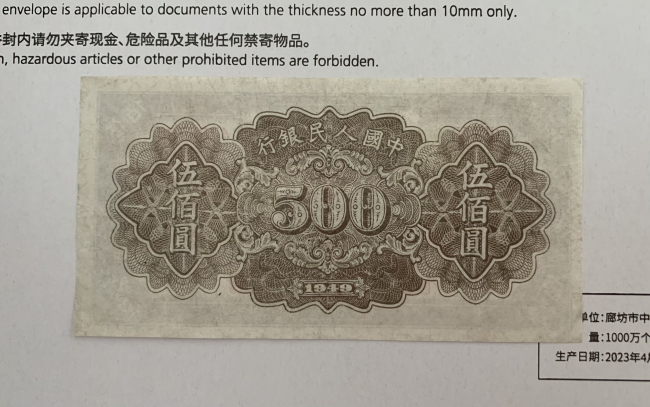 envelope is applicable to documents with the thickness no more than 10mm only.
封内请勿夹寄现金、危险品及其他任何禁寄物品。
, hazardous articles or other prohibited items are forbidden.
行銀民人國中
伍佰圓
500
伍佰圓
1949
单位:廊坊市中
量:1000万个
生产日期:2023年4月